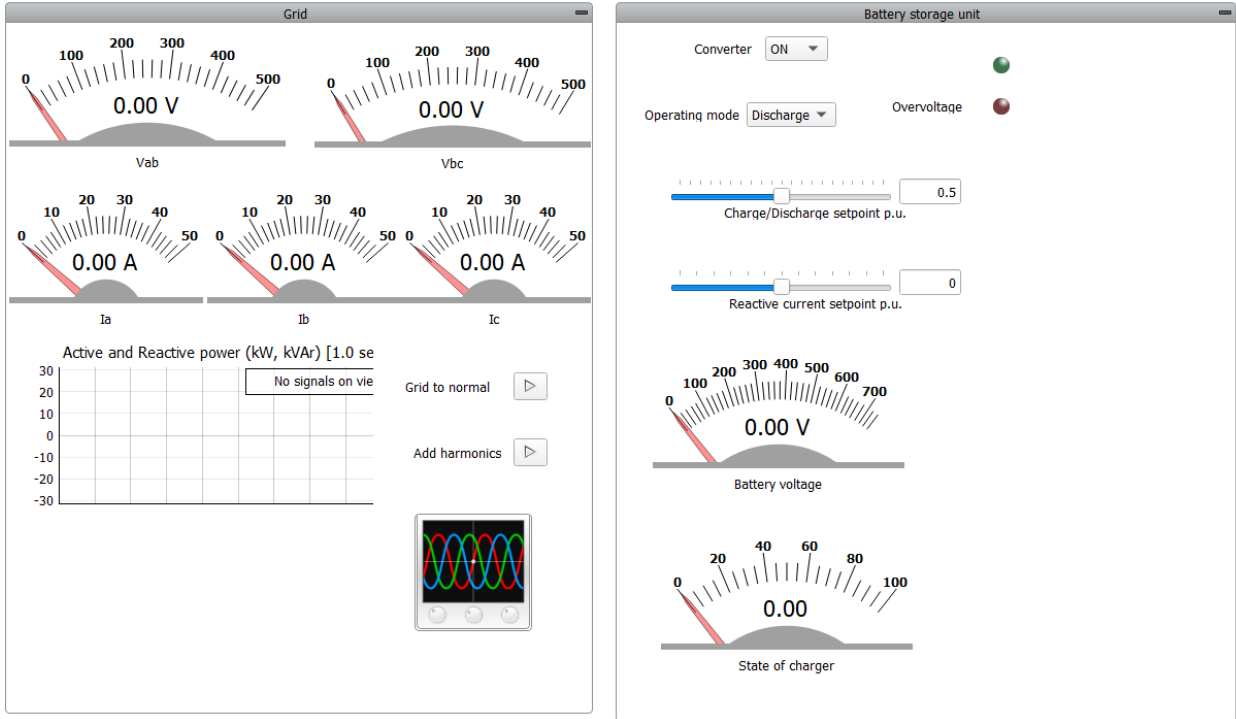 Grid
0 100 200 300 400 500
0.00 V
Vab
0 100 200 300 400 500
0.00 V
Vbc
0 10 20 30 40 50
0.00 A
Ia
0 10 20 30 40 50
0.00 A
Ib
0 10 20 30 40 50
0.00 A
Ic
Active and Reactive power (kW, kVAr) [1.0 se
No signals on vie
30
20
10
0
-10
-20
-30
Grid to normal
Add harmonics
Battery storage unit
Converter ON
Operating mode Discharge
Overvoltage
0.5
Charge/Discharge setpoint p.u.
0
Reactive current setpoint p.u.
0 100 200 300 400 500 600 700
0.00 V
Battery voltage
0 20 40 60 80 100
0.00
State of charger